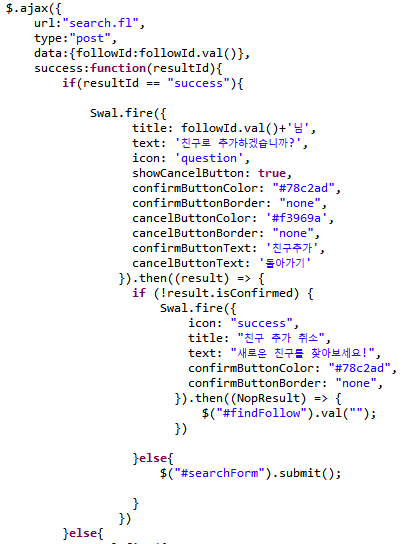 $.ajax({
url:"search.fl",
type:"post",
data:{followId:followId.val()},
success:function(resultId){
if(resultId == "success"){
Swal.fire({
title: followId.val()+'님',
text: '친구로 추가하겠습니까?',
icon: 'question',
showCancelButton: true,
confirmButtonColor: "#78c2ad",
confirmButtonBorder: "none",
cancelButtonColor: '#f3969a',
cancelButtonBorder: "none",
confirmButtonText: '친구추가',
cancelButtonText: '돌아가기'
}).then((result) => {
if (!result.isConfirmed) {
Swal.fire({
icon: "success",
title: "친구 추가 취소",
text: "새로운 친구를 찾아보세요!",
confirmButtonColor: "#78c2ad",
confirmButtonBorder: "none",
}).then((NopResult) => {
$("#findFollow").val("");
})
}else{
$("#searchForm").submit();
}
})
}else{